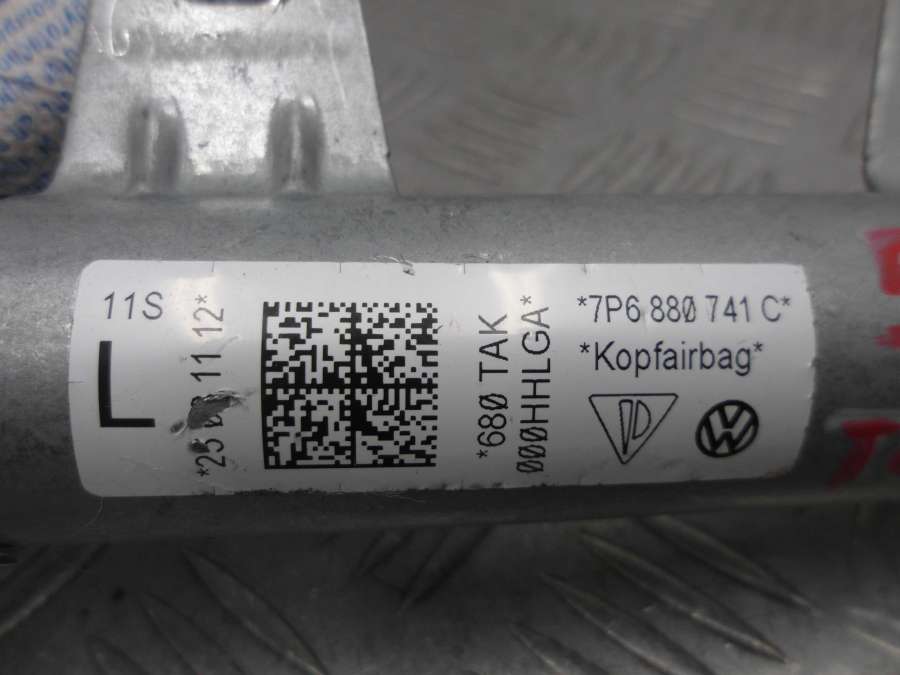 11S
L
*680 TAK
000HHLGA*
*7P6 880 741 C*
*Kopfairbag*